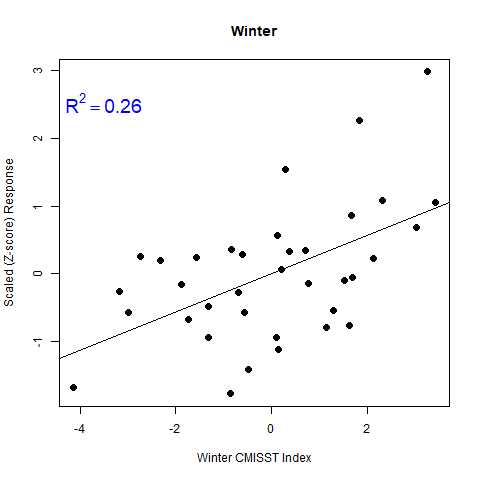 Winter
R² = 0.26
Scaled (Z-score) Response
3
2
1
0
-1
-4 -2 0 2
Winter CMISST Index